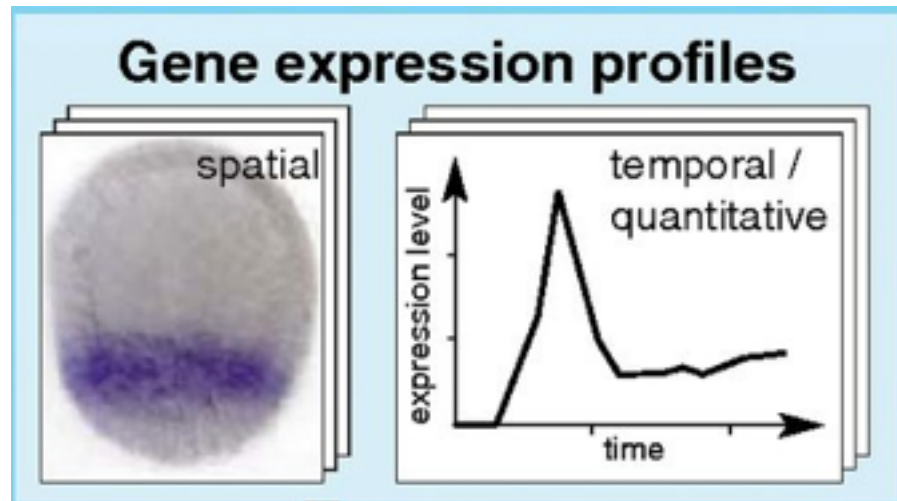 Gene expression profiles
spatial
temporal /
quantitative
expression level
time